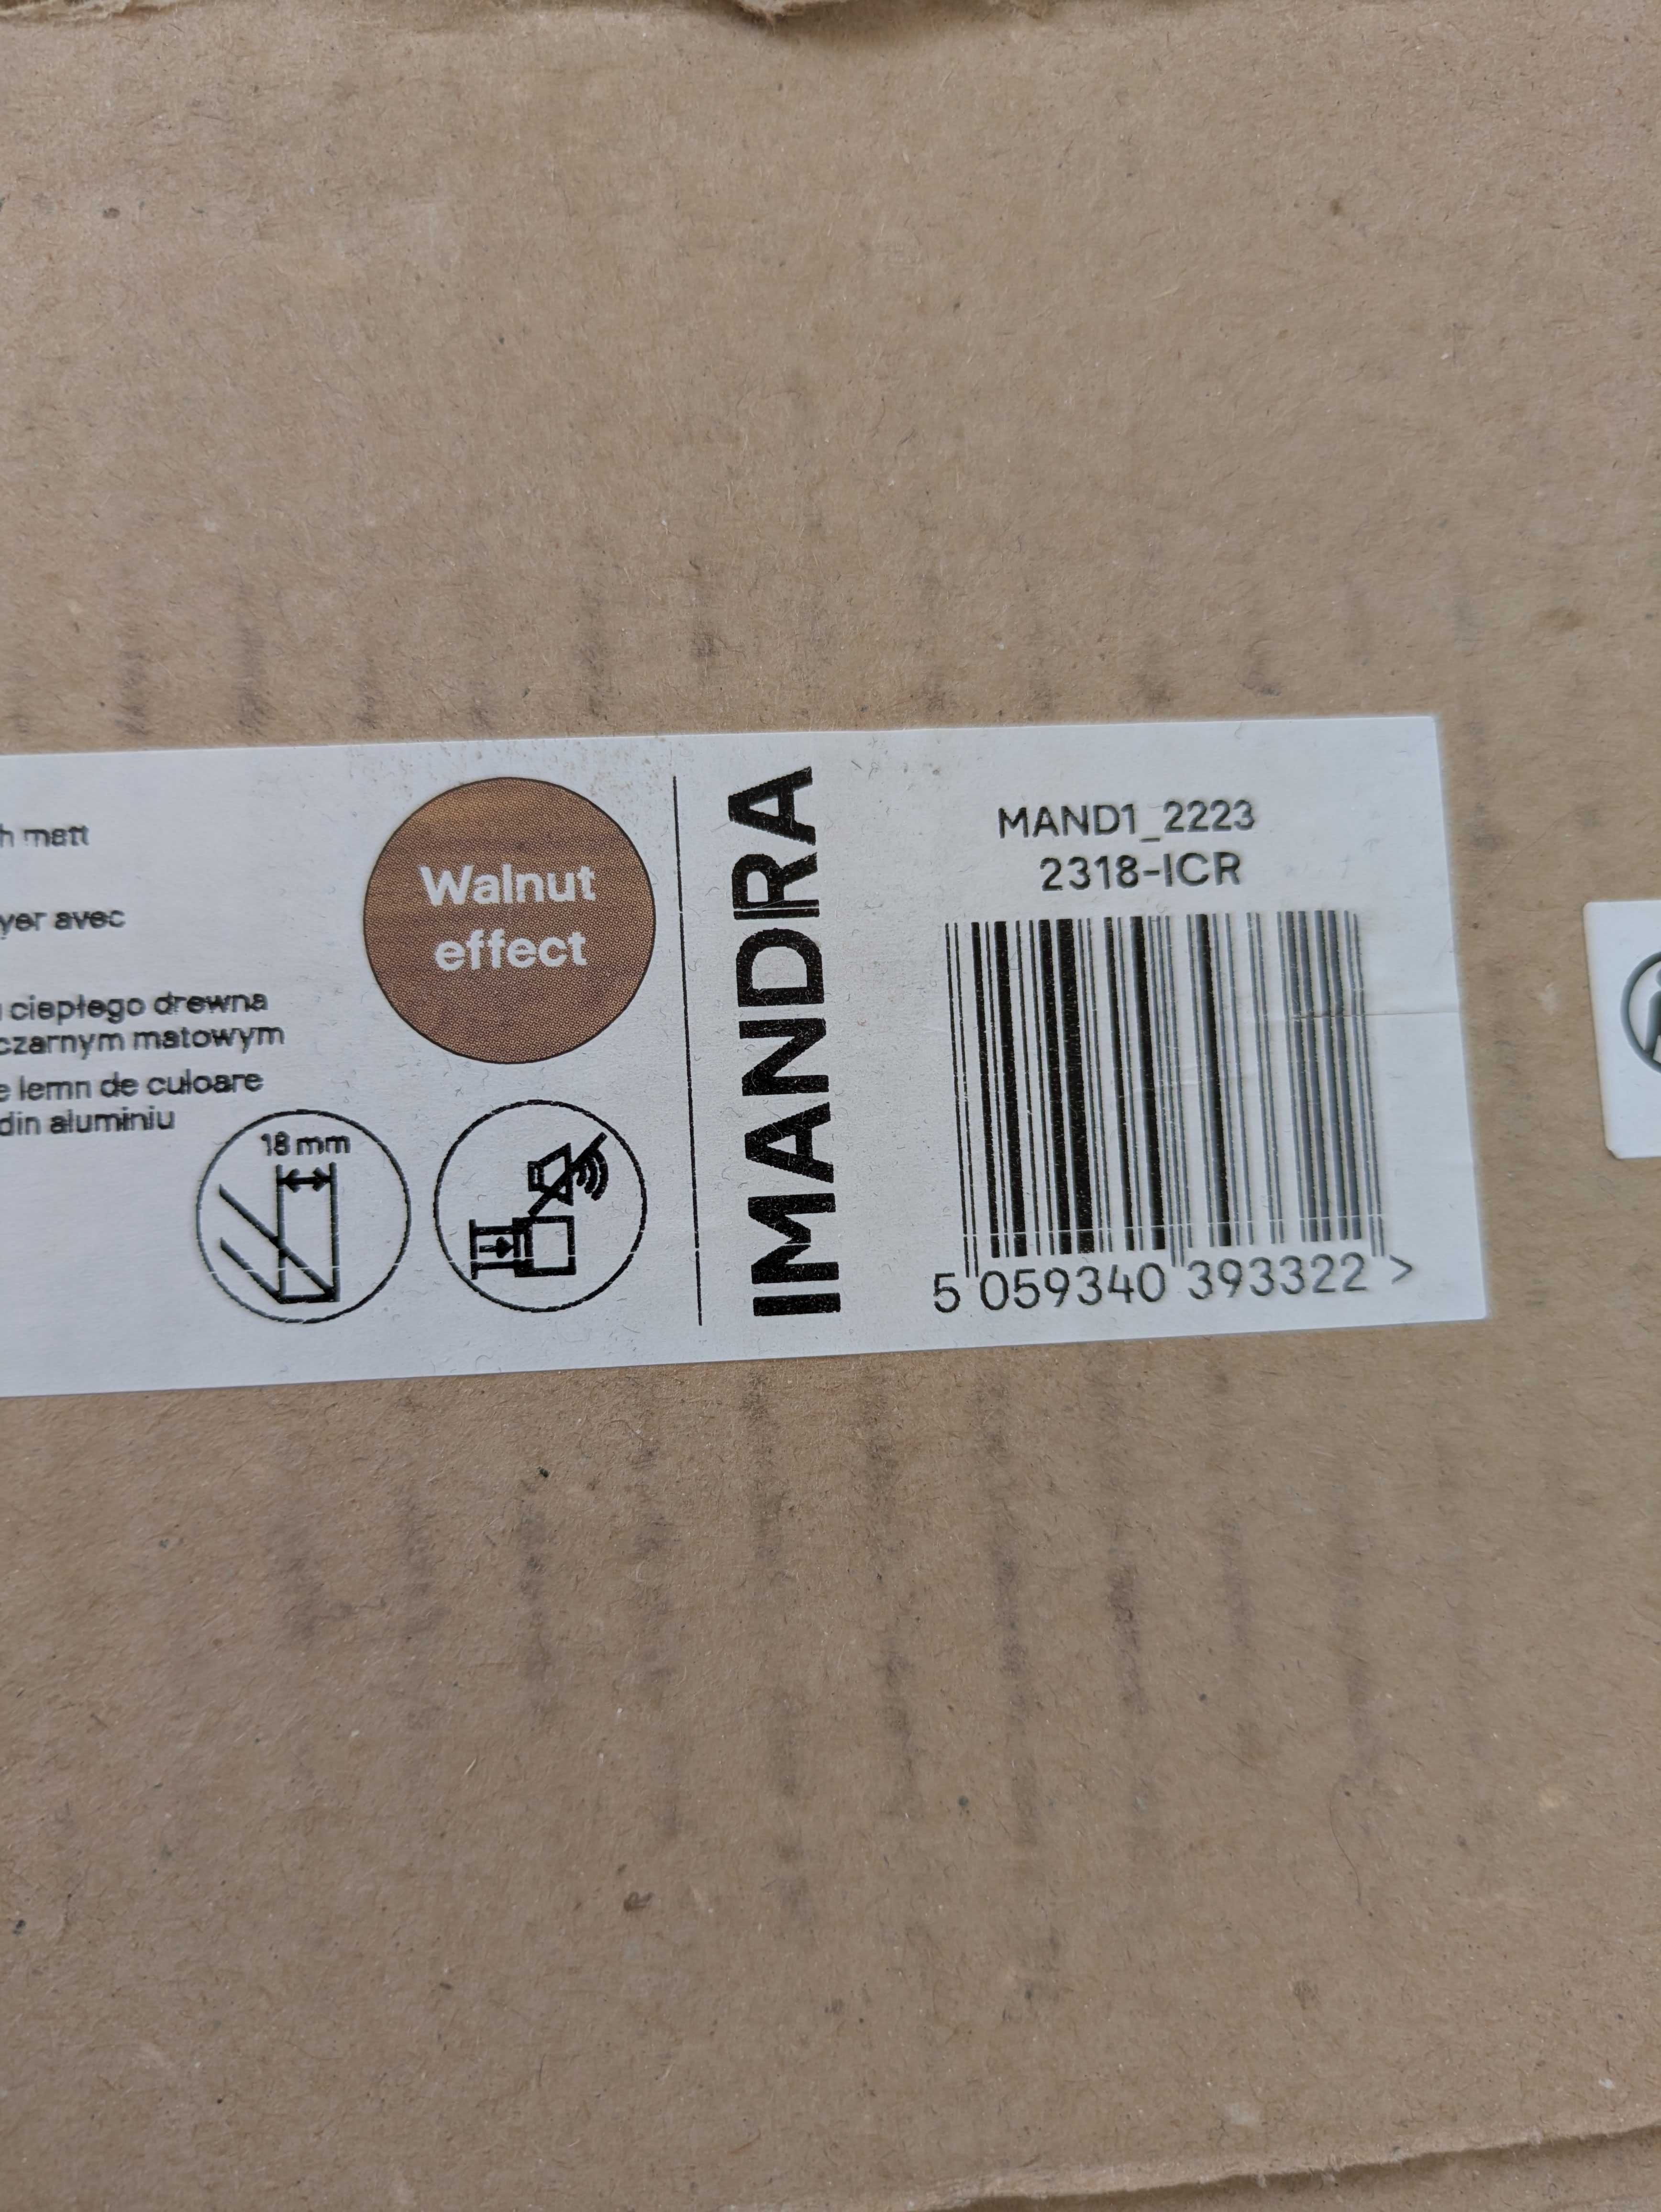 matt
avec
ciepłego drewna
czarnym matowym
lemn de culoare
din aluminiu
18 mm
Walnut
effect
IMANDRA
MAND1_2223
2318-ICR
5 059340 393322 >